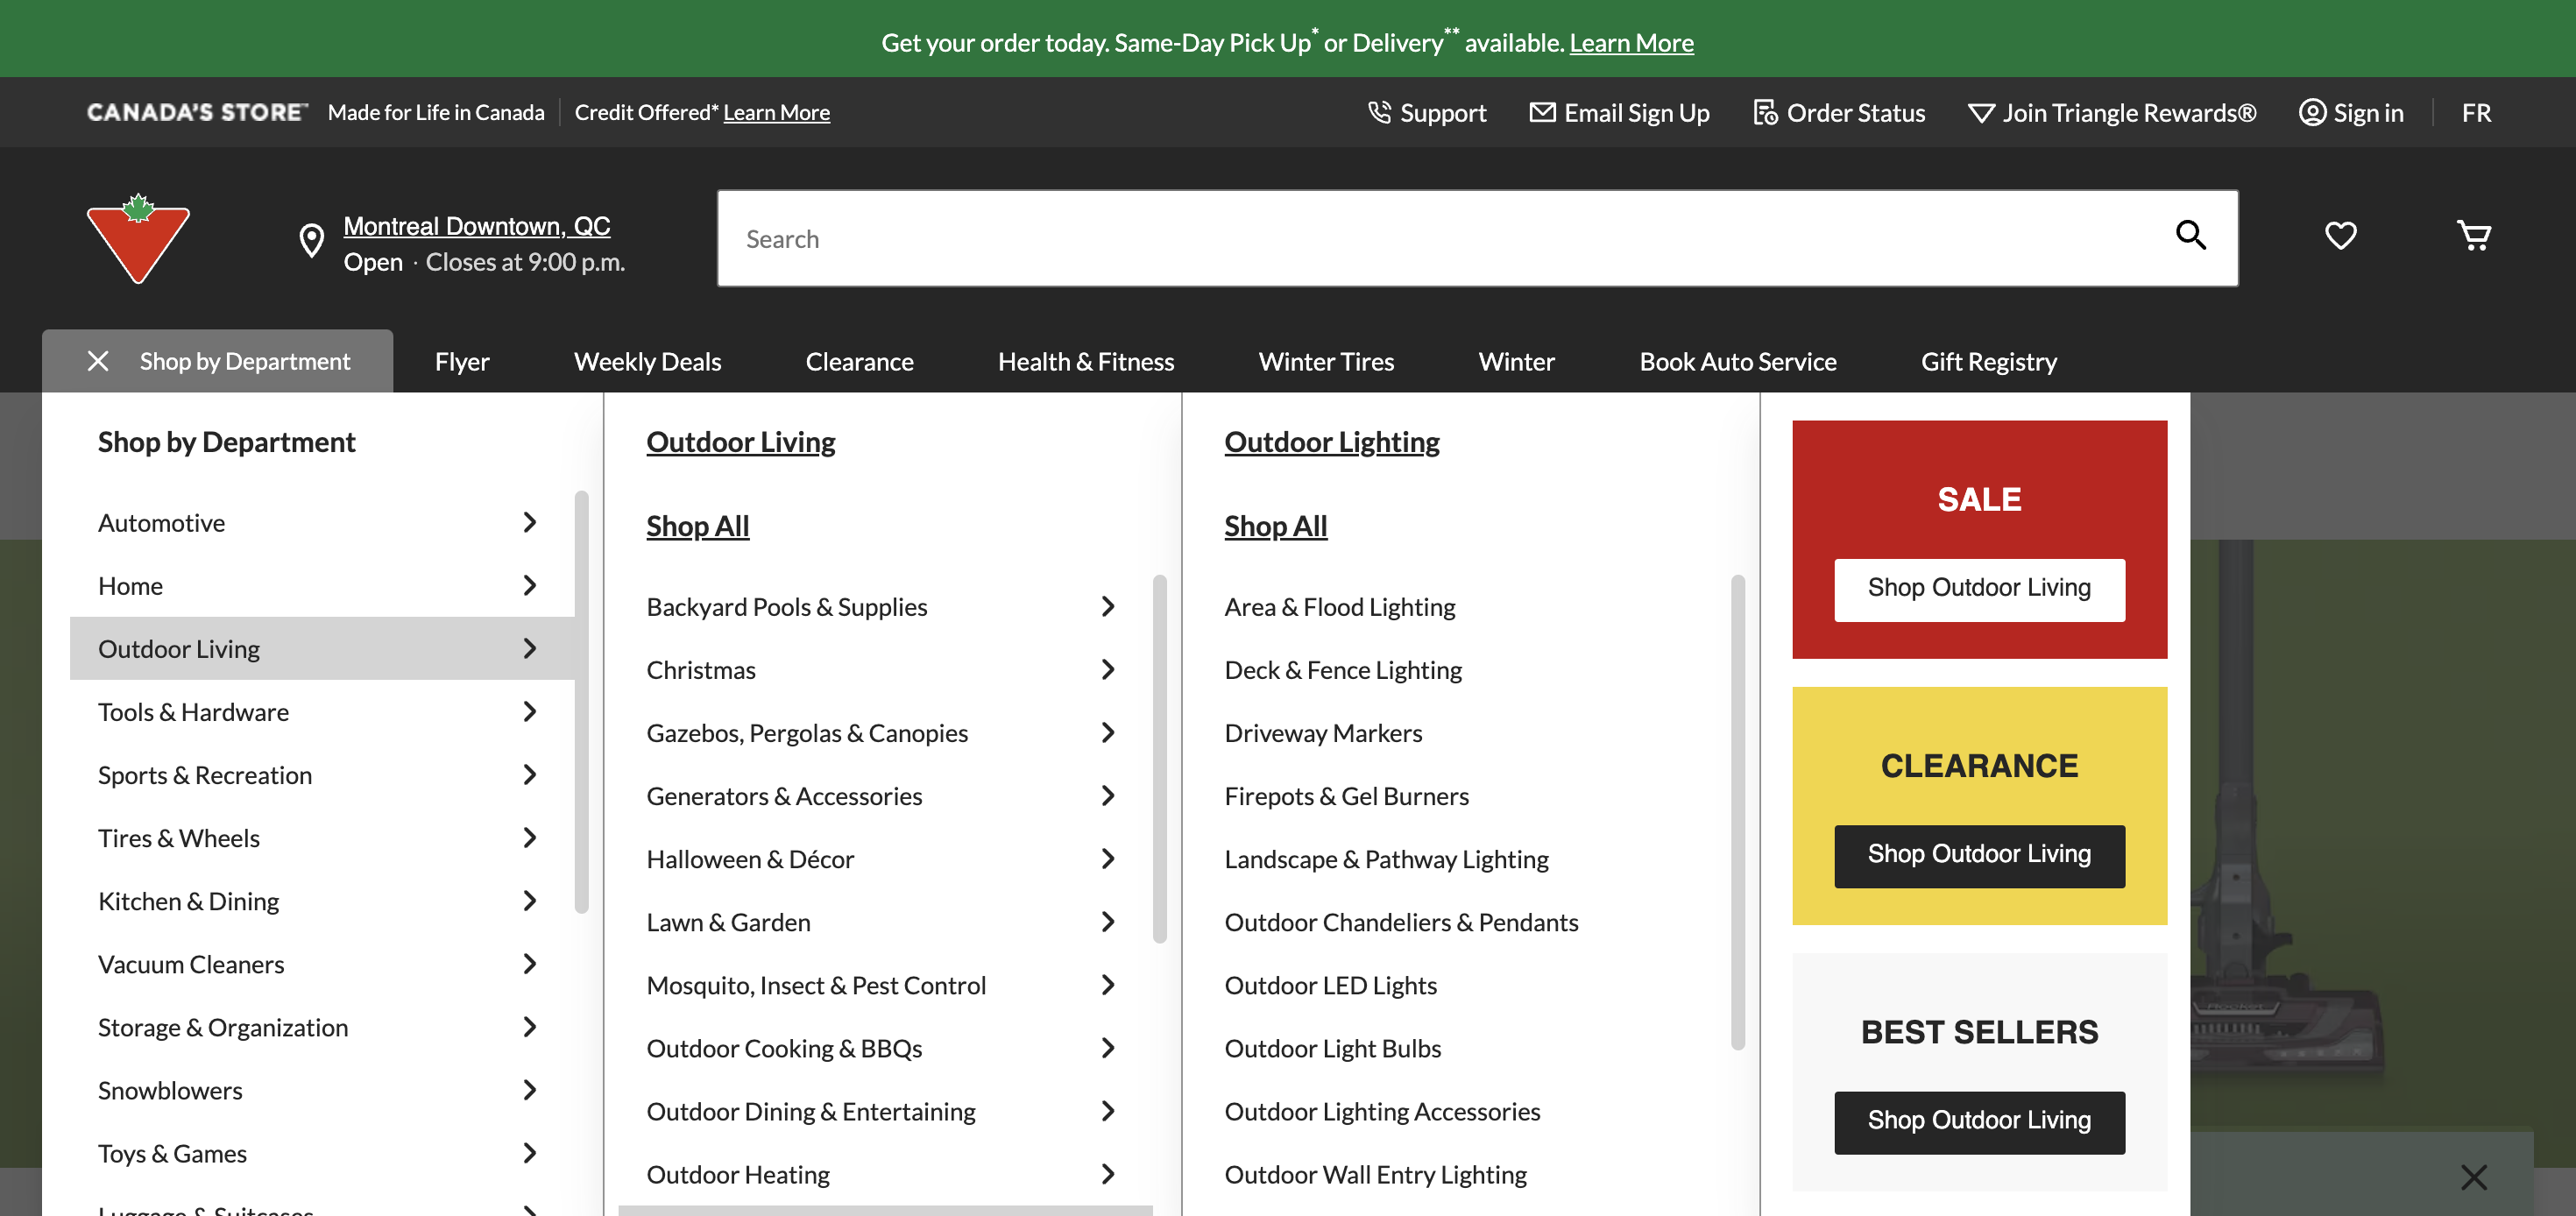 Get your order today. Same-Day Pick Up* or Delivery** available. Learn More
CANADA'S STORE™ Made for Life in Canada Credit Offered* Learn More
Support Email Sign Up Order Status Join Triangle Rewards® Sign in FR
Montreal Downtown, QC
Open · Closes at 9:00 p.m.
Search
Shop by Department Flyer Weekly Deals Clearance Health & Fitness Winter Tires Winter Book Auto Service Gift Registry
Shop by Department
Automotive
Home
Outdoor Living
Tools & Hardware
Sports & Recreation
Tires & Wheels
Kitchen & Dining
Vacuum Cleaners
Storage & Organization
Snowblowers
Toys & Games
Luggage & Suitcases
Outdoor Living
Shop All
Backyard Pools & Supplies
Christmas
Gazebos, Pergolas & Canopies
Generators & Accessories
Halloween & Décor
Lawn & Garden
Mosquito, Insect & Pest Control
Outdoor Cooking & BBQs
Outdoor Dining & Entertaining
Outdoor Heating
Outdoor Lighting
Shop All
Area & Flood Lighting
Deck & Fence Lighting
Driveway Markers
Firepots & Gel Burners
Landscape & Pathway Lighting
Outdoor Chandeliers & Pendants
Outdoor LED Lights
Outdoor Light Bulbs
Outdoor Lighting Accessories
Outdoor Wall Entry Lighting
SALE
Shop Outdoor Living
CLEARANCE
Shop Outdoor Living
BEST SELLERS
Shop Outdoor Living